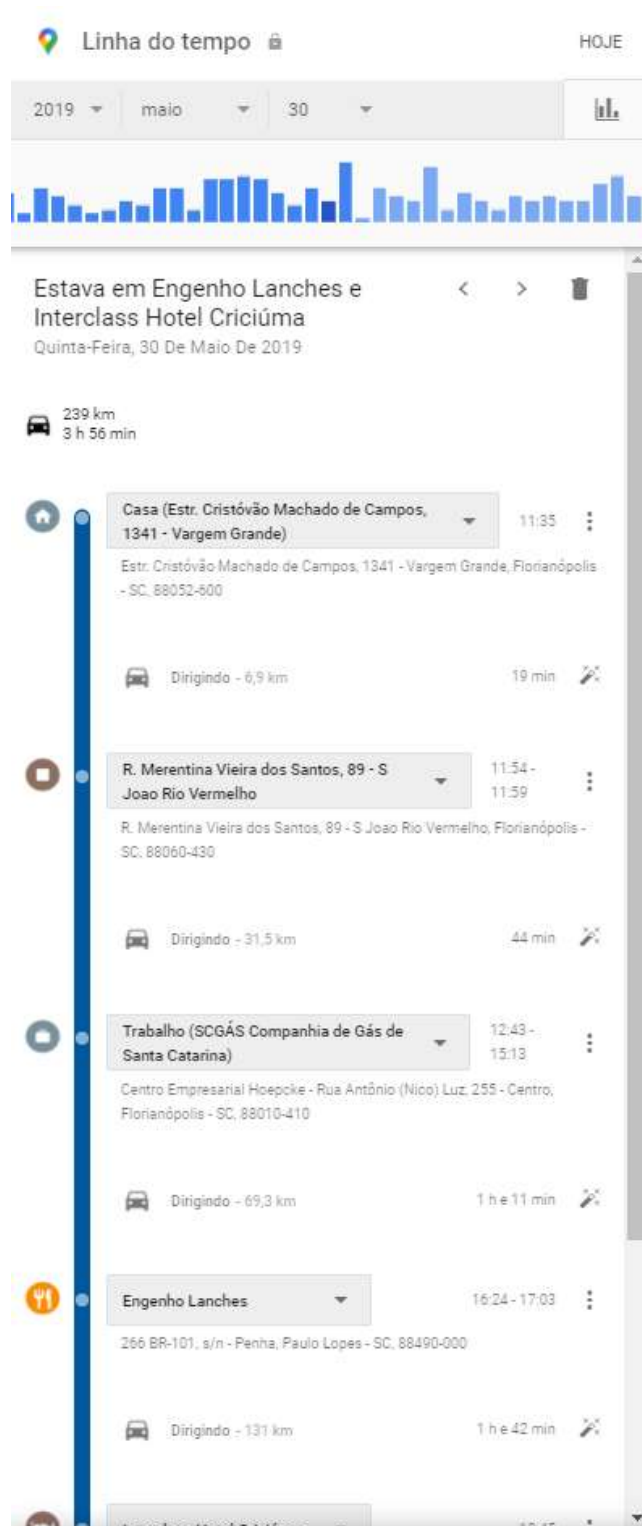 Linha do tempo
HOJE
2019
maio
30
Estava em Engenho Lanches e
Interclass Hotel Criciúma
Quinta-Feira, 30 De Maio De 2019
239 km
3 h 56 min
Casa (Estr. Cristóvão Machado de Campos,
1341 - Vargem Grande)
11:35
Estr. Cristóvão Machado de Campos, 1341 - Vargem Grande, Florianópolis
- SC, 88052-600
Dirigindo - 6,9 km
19 min
R. Merentina Vieira dos Santos, 89 - S
Joao Rio Vermelho
11:54 -
11:59
R. Merentina Vieira dos Santos, 89 - S Joao Rio Vermelho, Florianópolis -
SC, 88060-430
Dirigindo - 31,5 km
44 min
Trabalho (SCGÁS Companhia de Gás de
Santa Catarina)
12:43 -
15:13
Centro Empresarial Hoepcke - Rua Antônio (Nico) Luz, 255 - Centro,
Florianópolis - SC, 88010-410
Dirigindo - 69,3 km
1 h e 11 min
Engenho Lanches
16:24 - 17:03
266 BR-101, s/n - Penha, Paulo Lopes - SC, 88490-000
Dirigindo - 131 km
1 h e 42 min